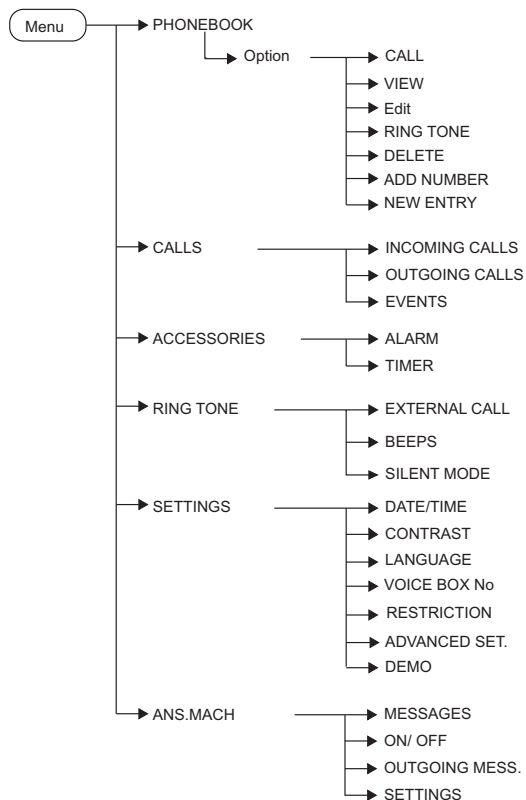 Menu
PHONEBOOK
Option
CALL
VIEW
Edit
RING TONE
DELETE
ADD NUMBER
NEW ENTRY
CALLS
INCOMING CALLS
OUTGOING CALLS
EVENTS
ACCESSORIES
ALARM
TIMER
RING TONE
EXTERNAL CALL
BEEPS
SILENT MODE
SETTINGS
DATE/TIME
CONTRAST
LANGUAGE
VOICE BOX No
RESTRICTION
ADVANCED SET.
DEMO
ANS.MACH
MESSAGES
ON/ OFF
OUTGOING MESS.
SETTINGS